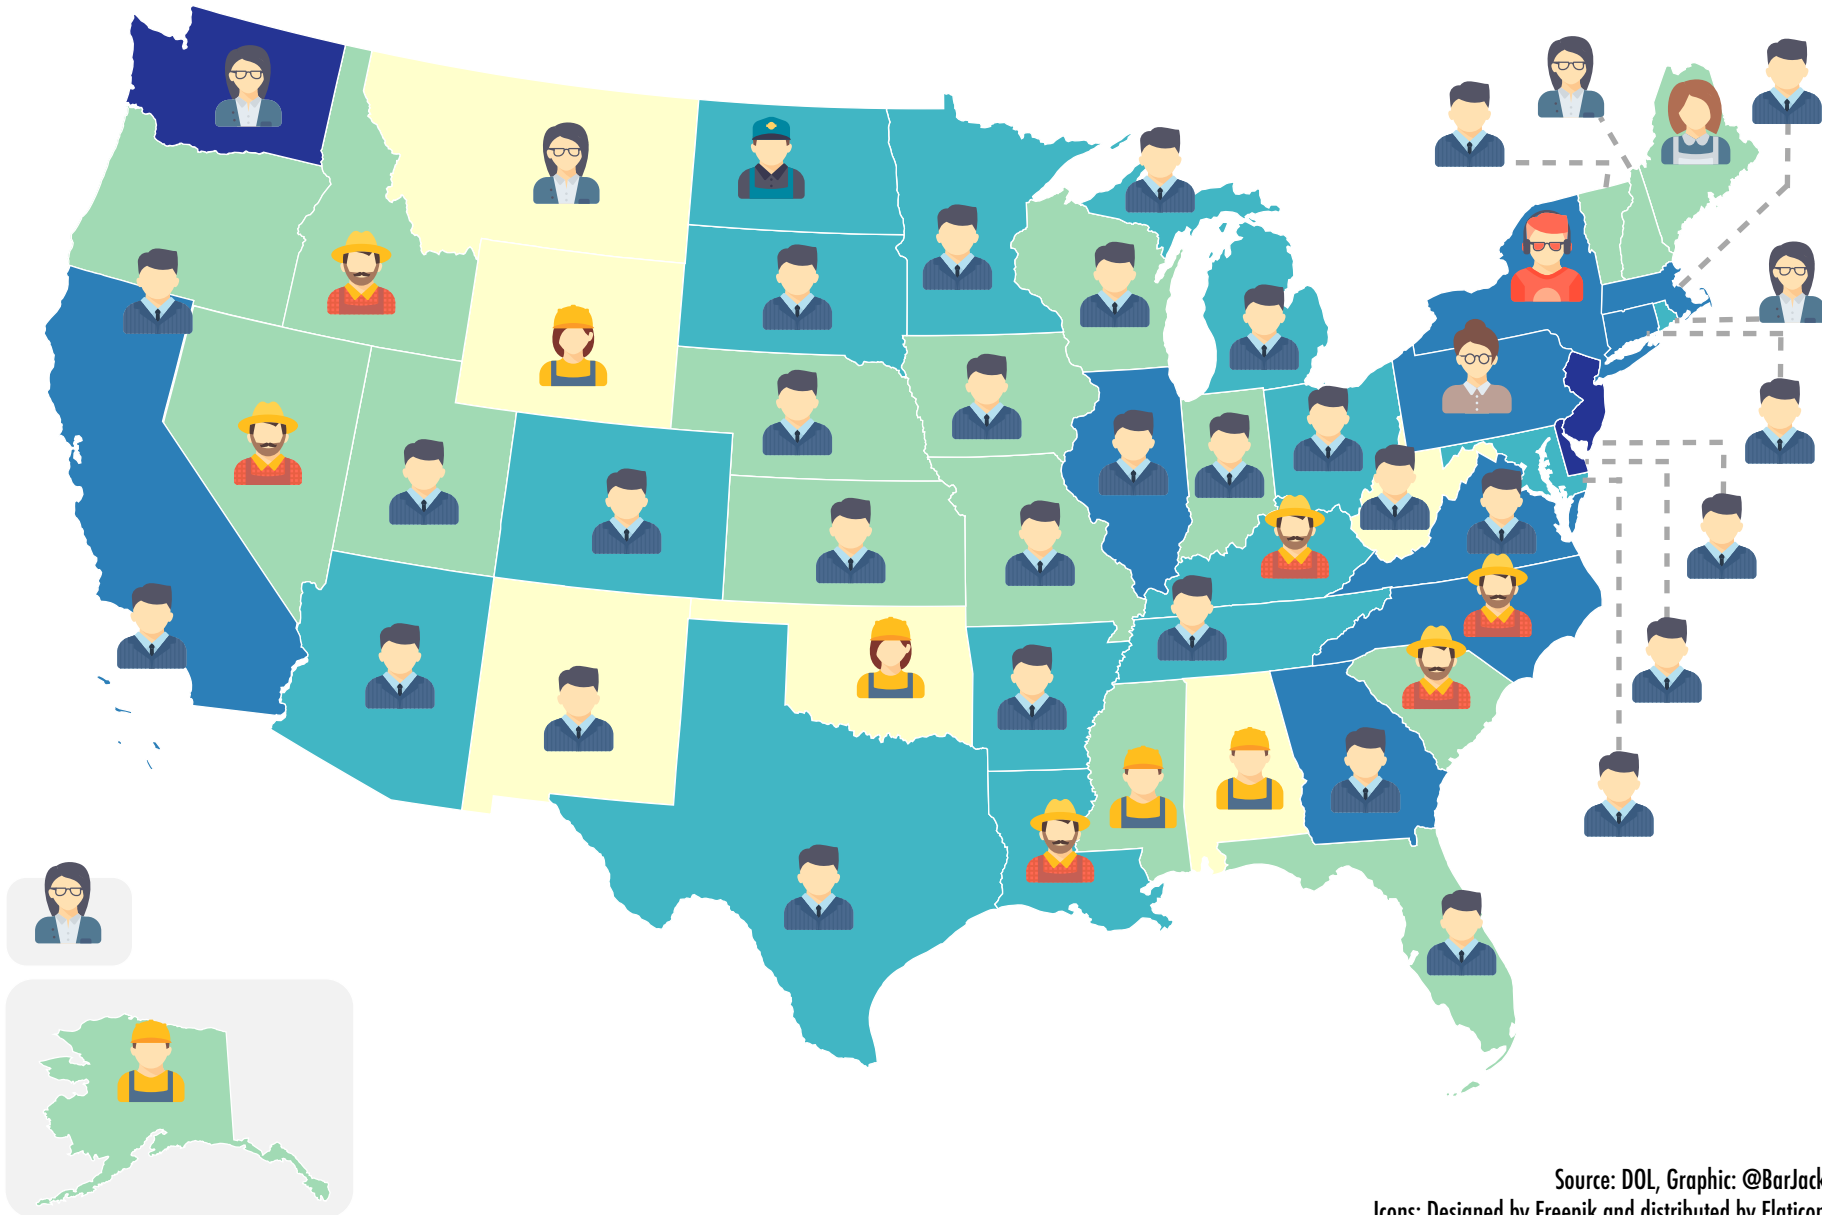 Source: DOL, Graphic: @BarJack
Icons: Designed by Freepik and distributed by Flaticon